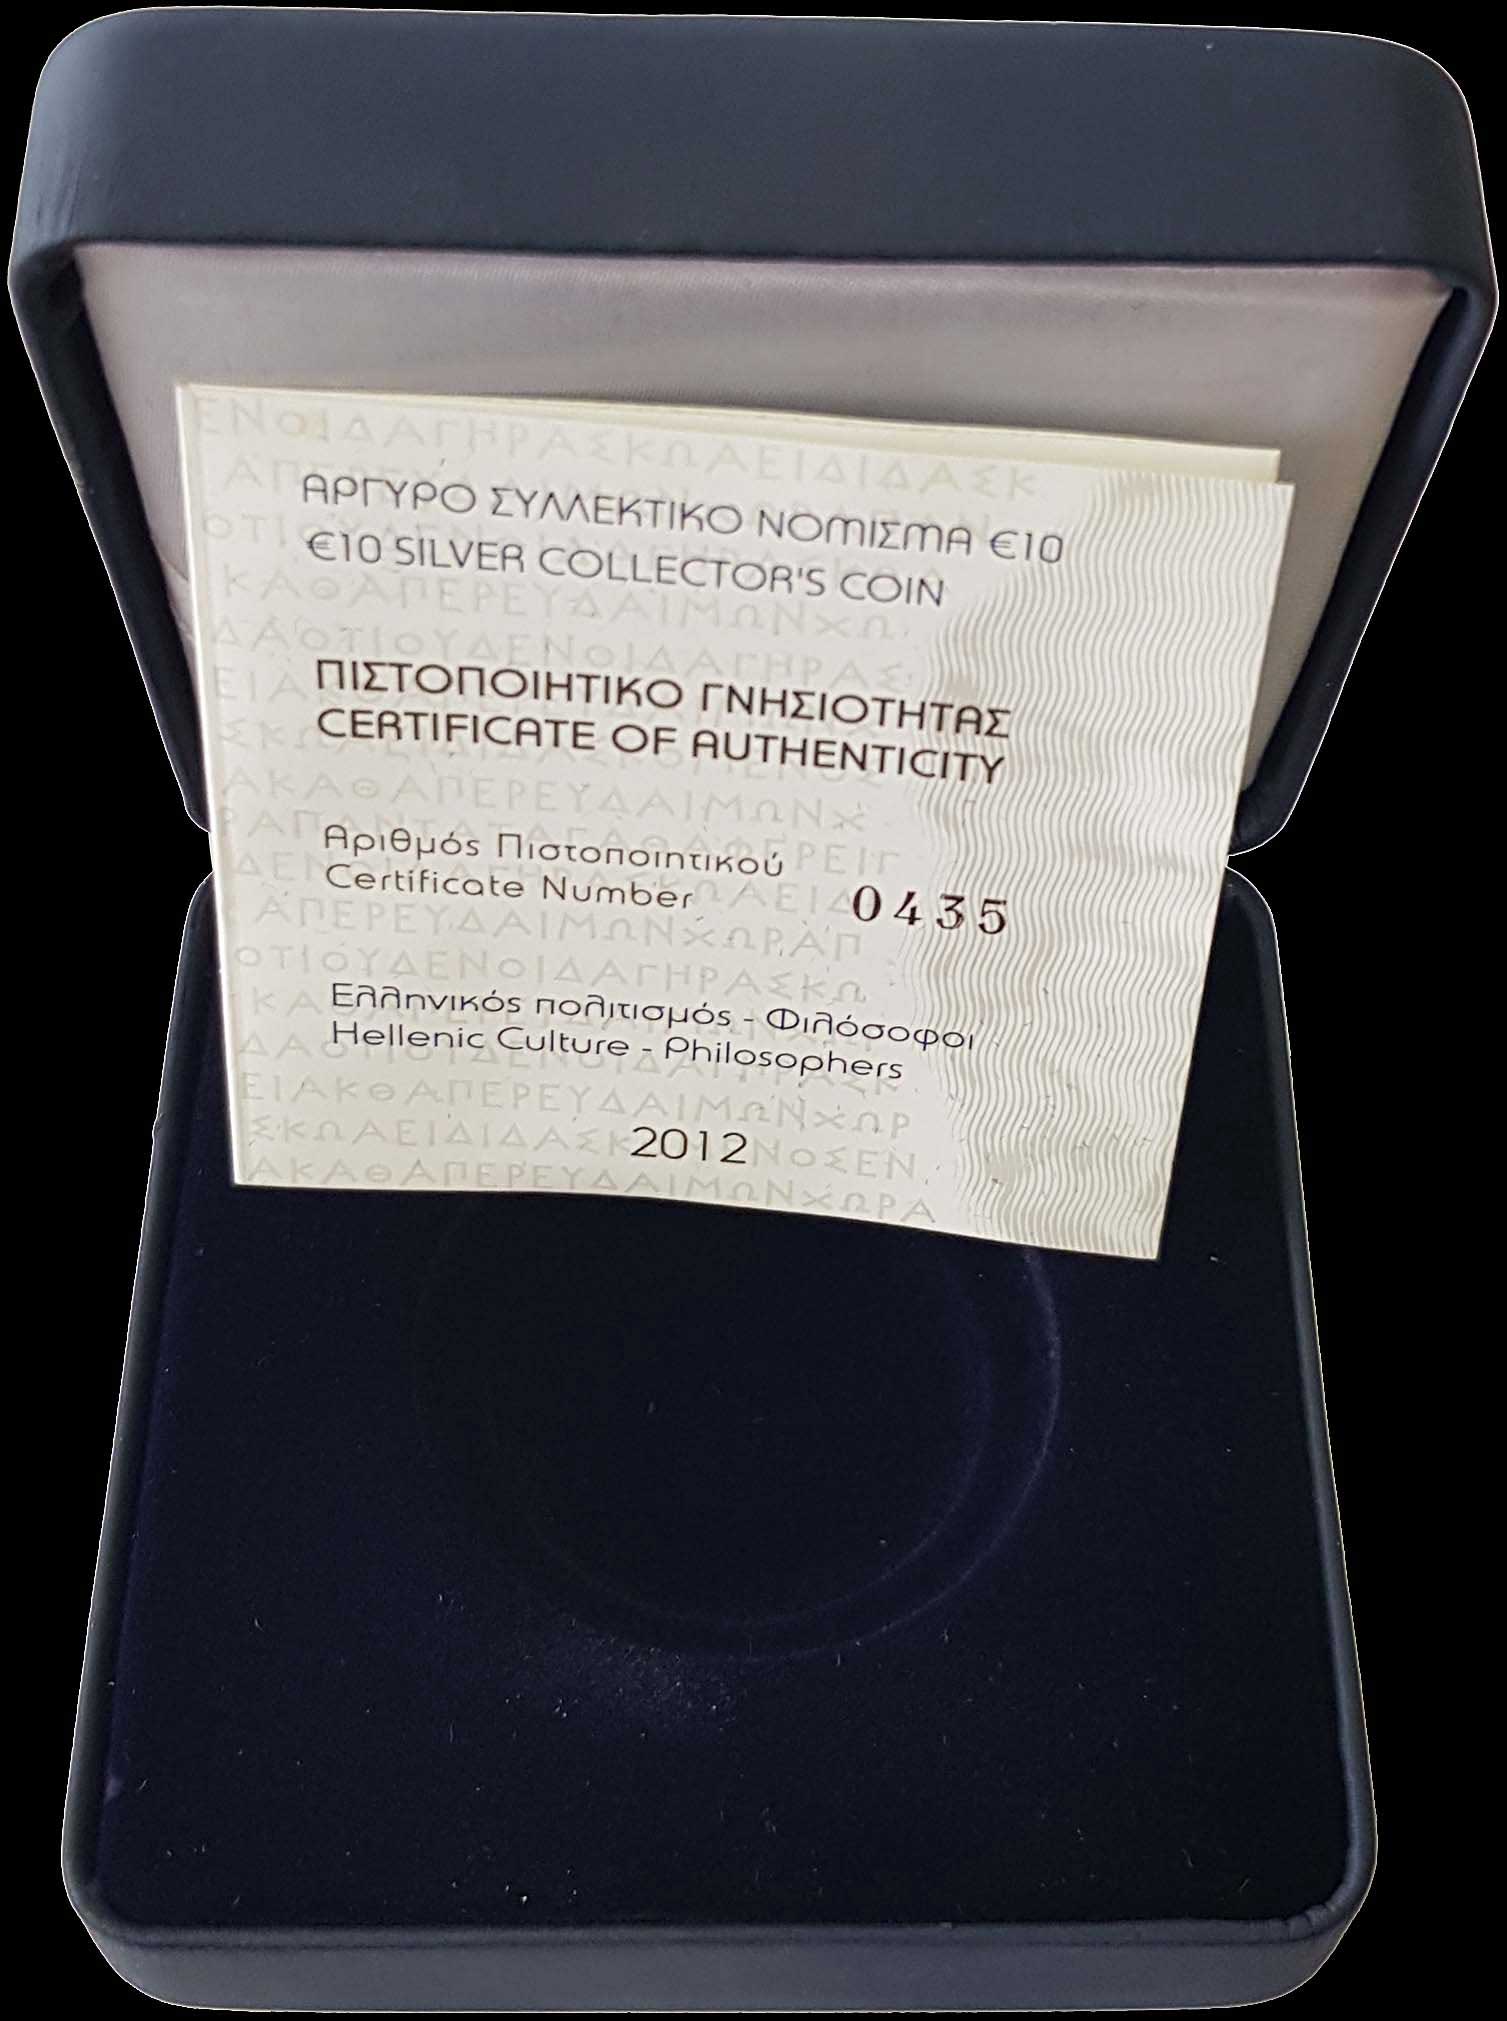 ΑΡΓΥΡΟ ΣΥΛΛΕΚΤΙΚΟ ΝΟΜΙΣΜΑ €10
€10 SILVER COLLECTOR'S COIN
ΠΙΣΤΟΠΟΙΗΤΙΚΟ ΓΝΗΣΙΟΤΗΤΑΣ
CERTIFICATE OF AUTHENTICITY
Αριθμός Πιστοποιητικού
Certificate Number 0435
Ελληνικός πολιτισμός - Φιλόσοφοι
Hellenic Culture - Philosophers
2012